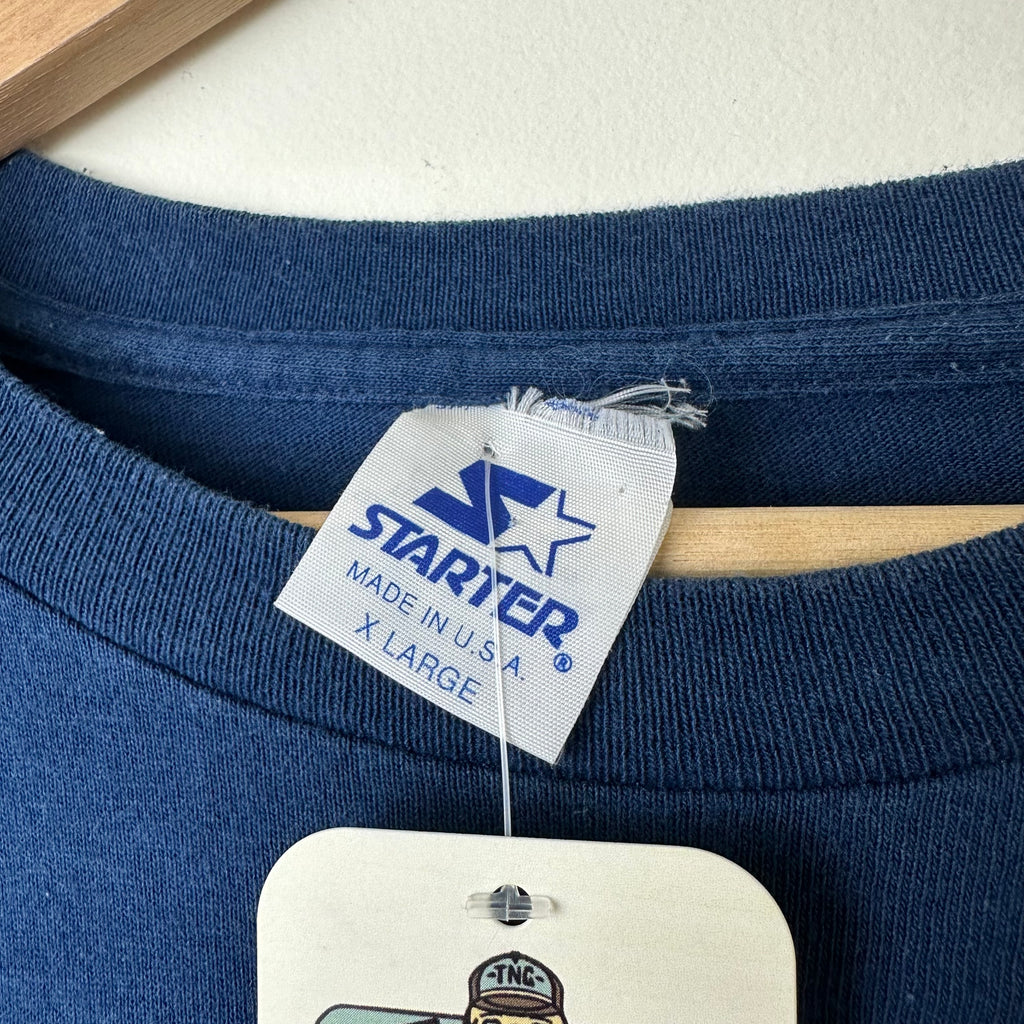 STARTER®
MADE IN U.S.A.
X LARGE
-TNC-